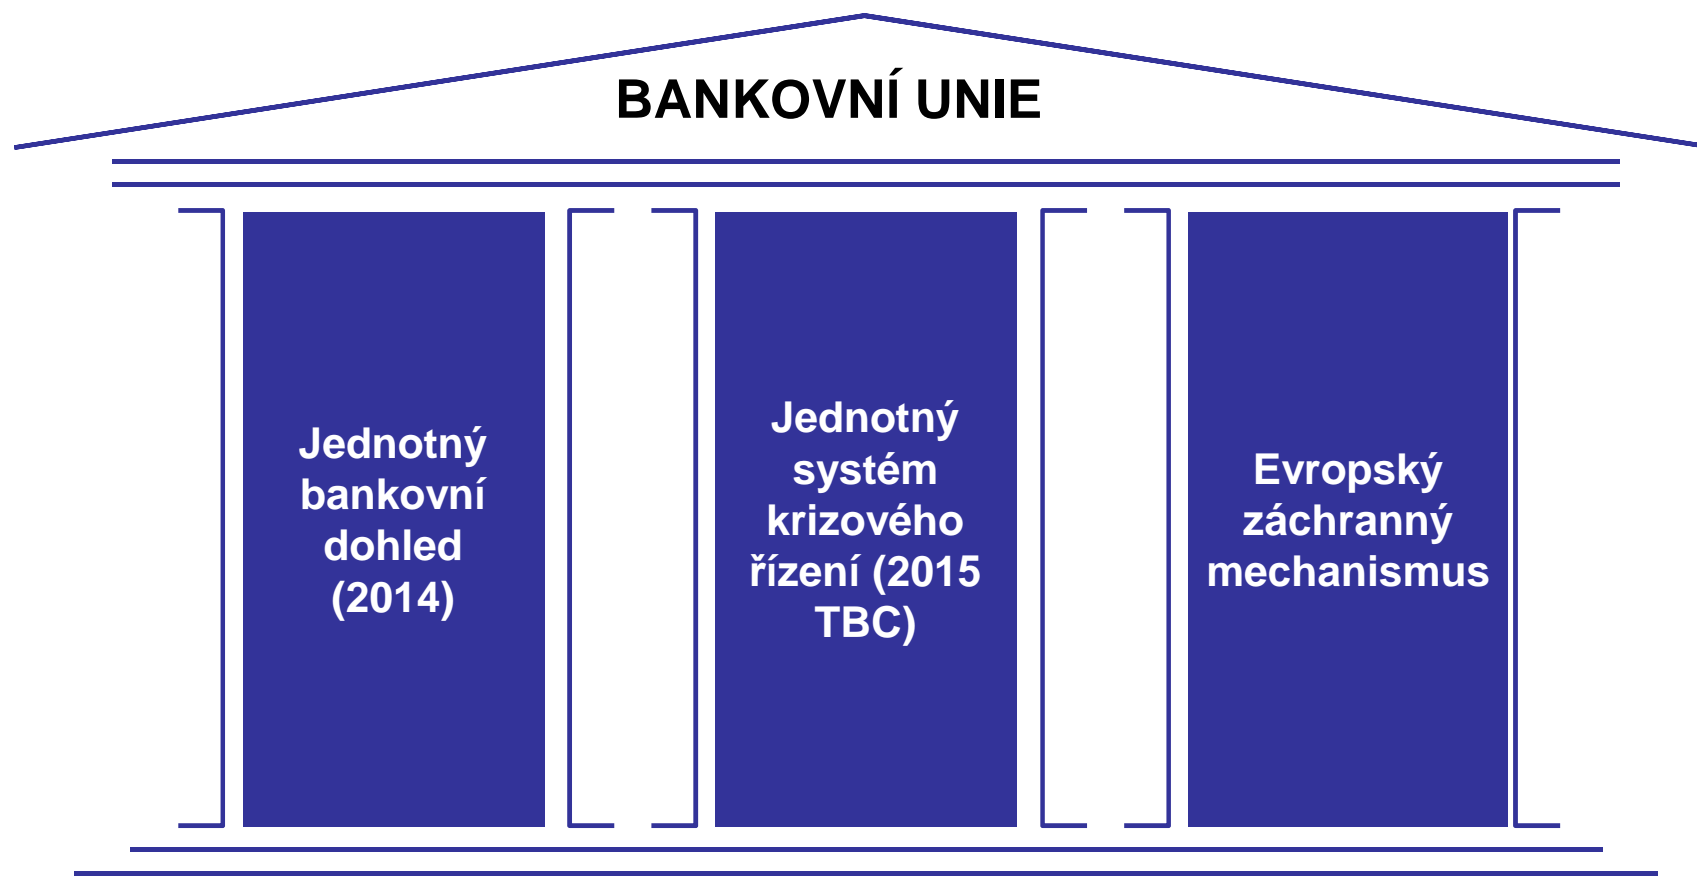 BANKOVNÍ UNIE
Jednotný
bankovní
dohled
(2014)
Jednotný
systém
krizového
řízení (2015
TBC)
Evropský
záchranný
mechanismus